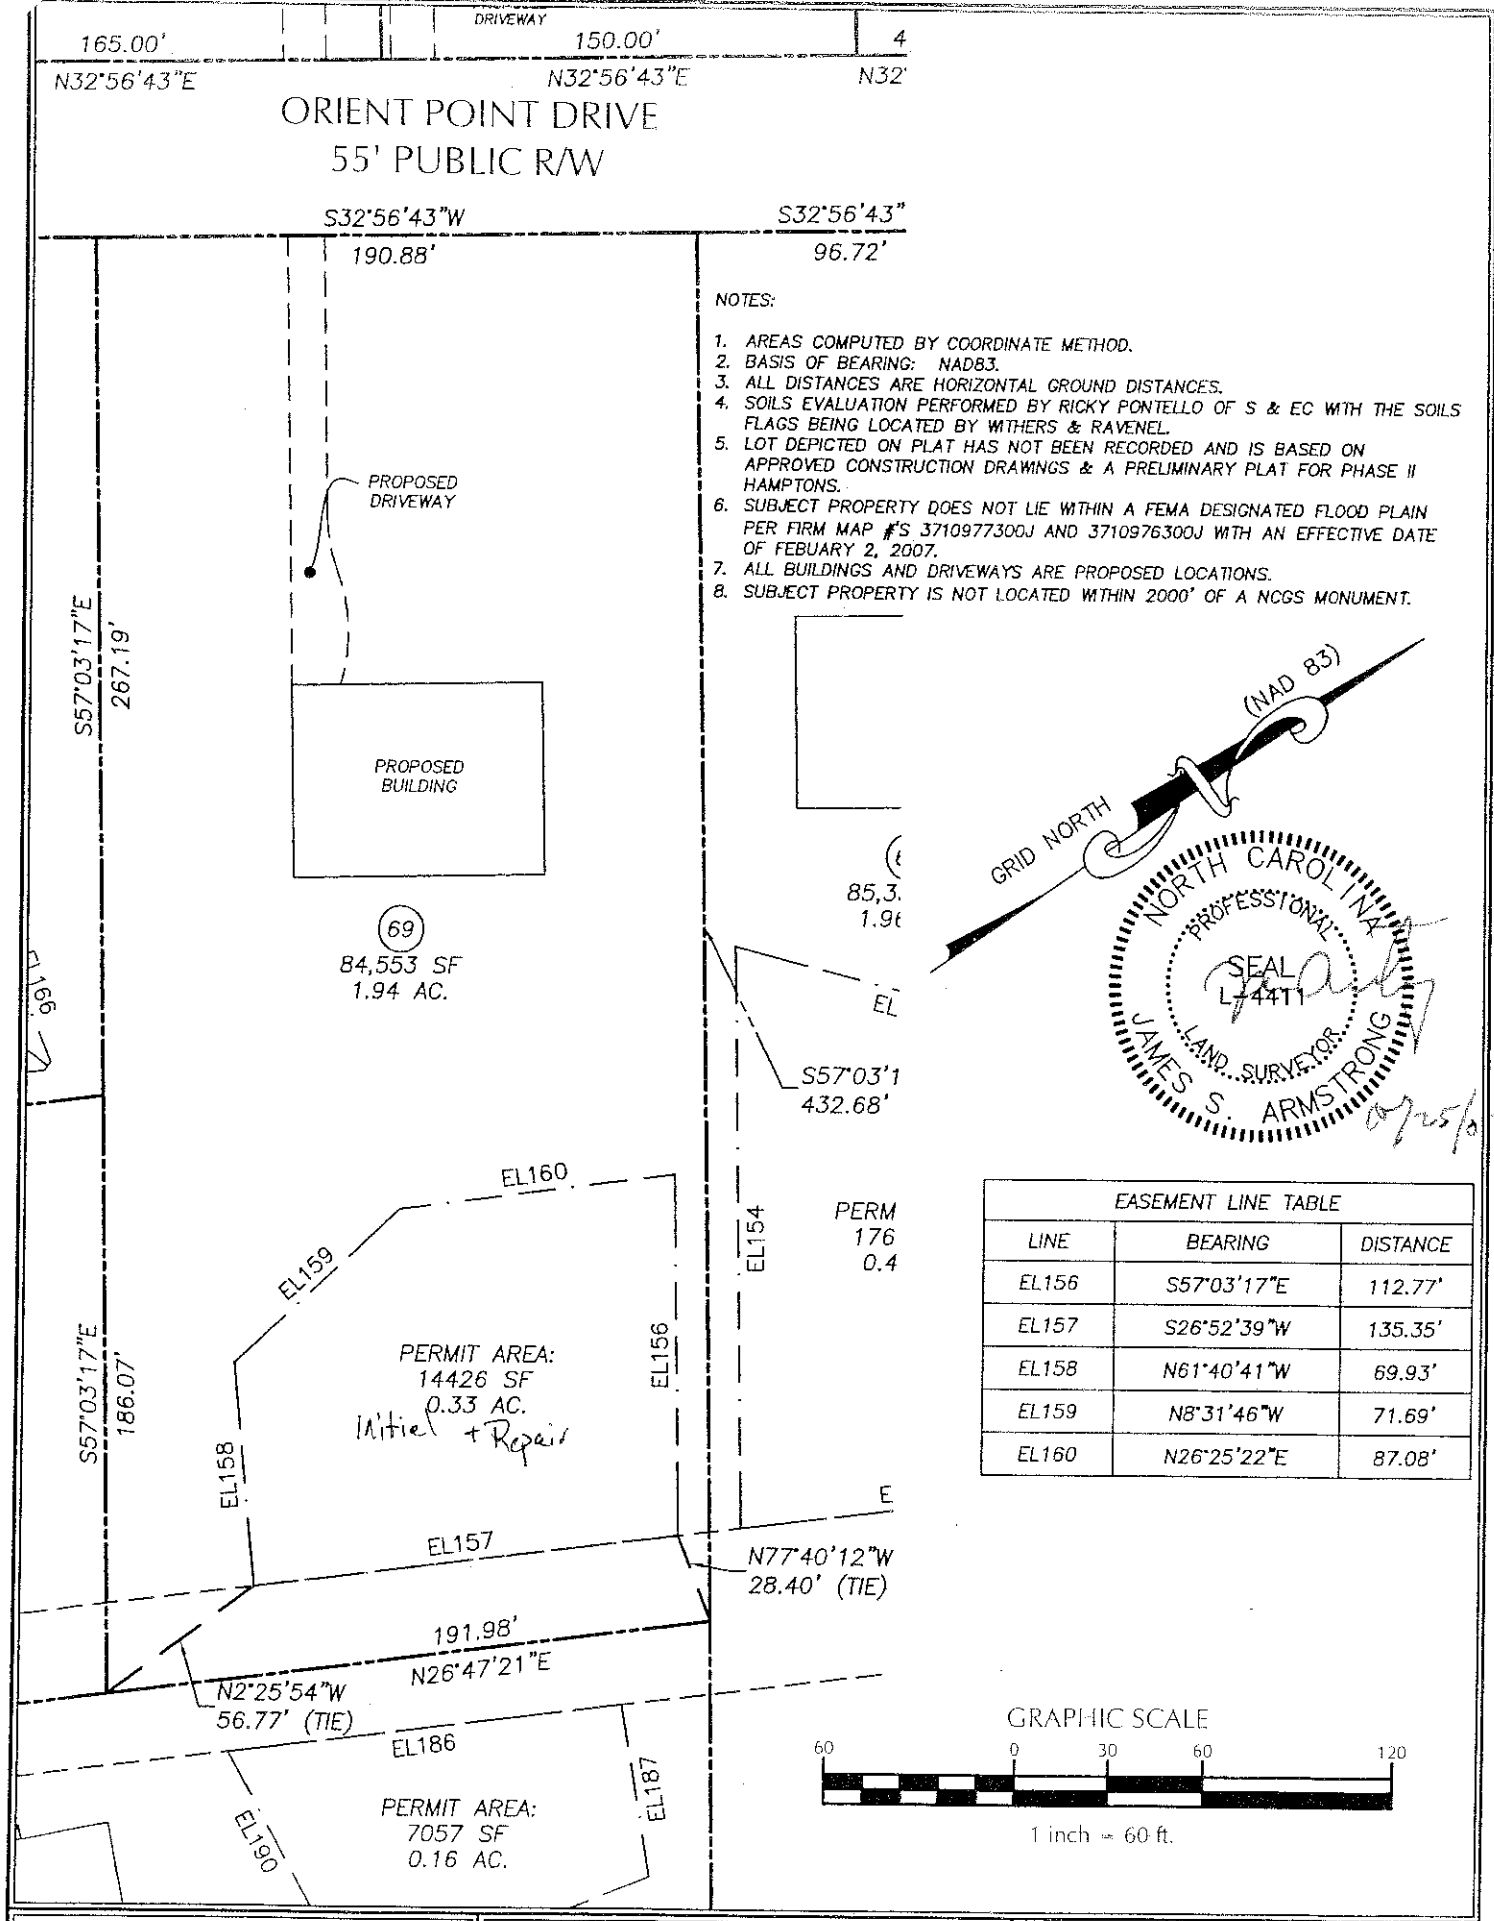 DRIVEWAY
165.00'
150.00'
4
N32°56'43"E
N32°56'43"E
N32°
ORIENT POINT DRIVE
55' PUBLIC R/W
S32°56'43"W
S32°56'43"
190.88'
96.72'
NOTES:
1. AREAS COMPUTED BY COORDINATE METHOD.
2. BASIS OF BEARING: NAD83.
3. ALL DISTANCES ARE HORIZONTAL GROUND DISTANCES.
4. SOILS EVALUATION PERFORMED BY RICKY PONTELLO OF S & EC WITH THE SOILS
FLAGS BEING LOCATED BY WITHERS & RAVENEL.
5. LOT DEPICTED ON PLAT HAS NOT BEEN RECORDED AND IS BASED ON
APPROVED CONSTRUCTION DRAWINGS & A PRELIMINARY PLAT FOR PHASE II
HAMPTONS.
6. SUBJECT PROPERTY DOES NOT LIE WITHIN A FEMA DESIGNATED FLOOD PLAIN
PER FIRM MAP #'S 3710977300J AND 3710976300J WITH AN EFFECTIVE DATE
OF FEBUARY 2, 2007.
7. ALL BUILDINGS AND DRIVEWAYS ARE PROPOSED LOCATIONS.
8. SUBJECT PROPERTY IS NOT LOCATED WITHIN 2000' OF A NCGS MONUMENT.
PROPOSED
DRIVEWAY
S57°03'17"E
267.19'
PROPOSED
BUILDING
(NAD 83)
GRID NORTH
69
84,553 SF
1.94 AC.
85,3
1.96
NORTH CAROLINA
PROFESSIONAL
SEAL
L-4411
LAND SURVEYOR
JAMES S. ARMSTRONG
EL166
EL
S57°03'1
432.68'
EL160
EL159
EL154
PERM
176
0.4
EASEMENT LINE TABLE
LINE BEARING DISTANCE
EL156 S57°03'17"E 112.77'
EL157 S26°52'39"W 135.35'
EL158 N61°40'41"W 69.93'
EL159 N8°31'46"W 71.69'
EL160 N26°25'22"E 87.08'
S57°03'17"E
186.07'
PERMIT AREA:
14426 SF
0.33 AC.
Initial + Repair
EL156
EL158
EL157
E
N77°40'12"W
28.40' (TIE)
191.98'
N26°47'21"E
N2°25'54"W
56.77' (TIE)
EL186
EL187
EL190
PERMIT AREA:
7057 SF
0.16 AC.
GRAPHIC SCALE
60 0 30 60 120
1 inch = 60 ft.